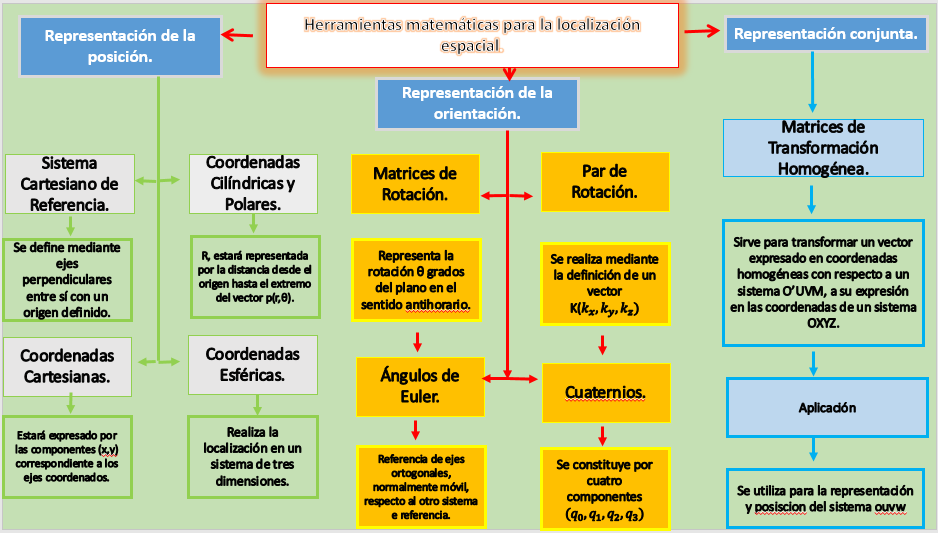 Herramientas matemáticas para la localización
espacial.
Representación de la
posición.
Representación de la
orientación.
Representación conjunta.
Sistema
Cartesiano de
Referencia.
Coordenadas
Cilíndricas y
Polares.
Se define mediante
ejes
perpendiculares
entre sí con un
origen definido.
R, estará representada
por la distancia desde el
origen hasta el extremo
del vector p(r,θ).
Coordenadas
Cartesianas.
Coordenadas
Esféricas.
Estará expresado por
las componentes (x,y)
correspondiente a los
ejes coordenados.
Realiza la
localización en un
sistema de tres
dimensiones.
Matrices de
Rotación.
Par de
Rotación.
Representa la
rotación θ grados
del plano en el
sentido antihorario.
Se realiza mediante
la definición de un
vector
K(kₓ, kᵧ, k_z)
Ángulos de
Euler.
Cuaternios.
Referencia de ejes
ortogonales,
normalmente móvil,
respecto al otro sistema
e referencia.
Se constituye por
cuatro
componentes
(q₀, q₁, q₂, q₃)
Matrices de
Transformación
Homogénea.
Sirve para transformar un vector
expresado en coordenadas
homogéneas con respecto a un
sistema O'UVM, a su expresión
en las coordenadas de un sistema
OXYZ.
Aplicación
Se utiliza para la representación
y posiscion del sistema ouvw